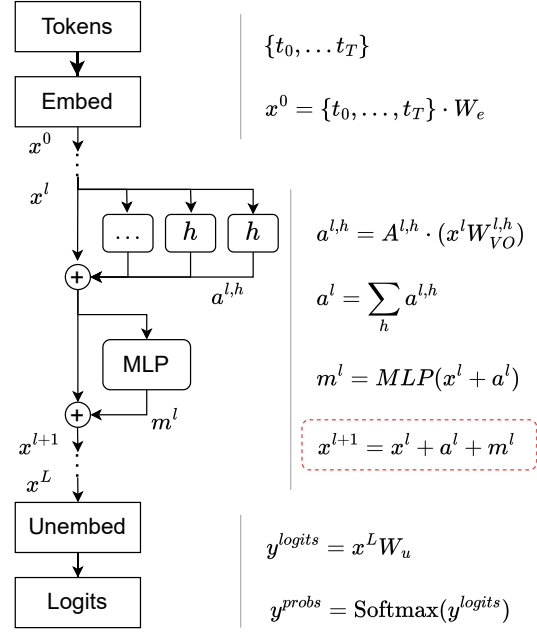 Tokens
{t_0, … t_T}
Embed
x^0 = {t_0, …, t_T} · W_e
x^0
x^l
… h h
a^{l,h} = A^{l,h} · (x^l W_{VO}^{l,h})
+
a^{l,h}
a^l = ∑_h a^{l,h}
MLP
m^l = MLP(x^l + a^l)
+
m^l
x^{l+1}
x^{l+1} = x^l + a^l + m^l
x^L
Unembed
y^{logits} = x^L W_u
Logits
y^{probs} = Softmax(y^{logits})